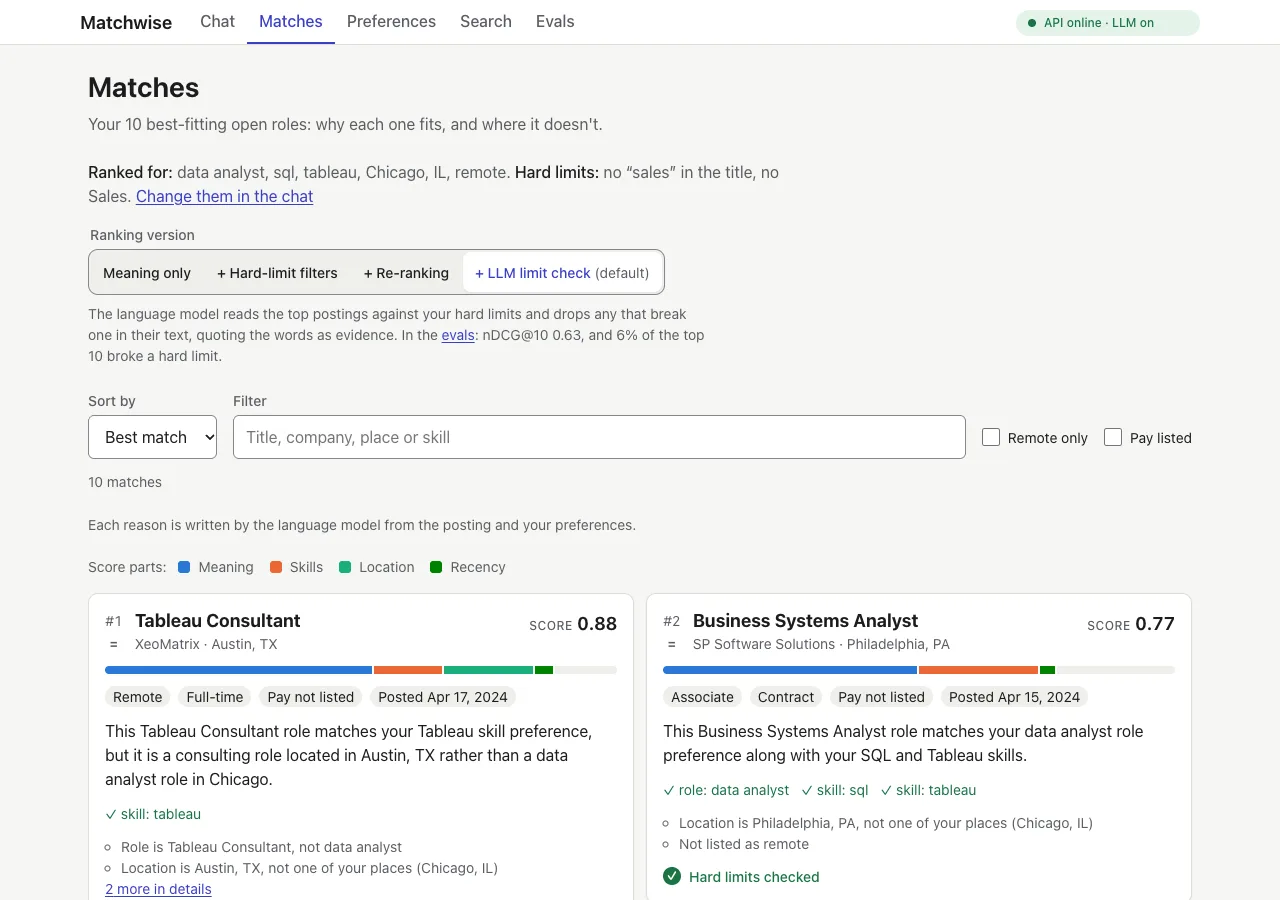 Matchwise Chat Matches Preferences Search Evals API online · LLM on
Matches
Your 10 best-fitting open roles: why each one fits, and where it doesn't.
Ranked for: data analyst, sql, tableau, Chicago, IL, remote. Hard limits: no “sales” in the title, no
Sales. Change them in the chat
Ranking version
Meaning only + Hard-limit filters + Re-ranking + LLM limit check (default)
The language model reads the top postings against your hard limits and drops any that break
one in their text, quoting the words as evidence. In the evals: nDCG@10 0.63, and 6% of the top
10 broke a hard limit.
Sort by Filter
Best match Title, company, place or skill Remote only Pay listed
10 matches
Each reason is written by the language model from the posting and your preferences.
Score parts: Meaning Skills Location Recency
#1 Tableau Consultant SCORE 0.88
= XeoMatrix · Austin, TX
Remote Full-time Pay not listed Posted Apr 17, 2024
This Tableau Consultant role matches your Tableau skill preference,
but it is a consulting role located in Austin, TX rather than a data
analyst role in Chicago.
✓ skill: tableau
Role is Tableau Consultant, not data analyst
Location is Austin, TX, not one of your places (Chicago, IL)
2 more in details
#2 Business Systems Analyst SCORE 0.77
= SP Software Solutions · Philadelphia, PA
Associate Contract Pay not listed Posted Apr 15, 2024
This Business Systems Analyst role matches your data analyst role
preference along with your SQL and Tableau skills.
✓ role: data analyst ✓ skill: sql ✓ skill: tableau
Location is Philadelphia, PA, not one of your places (Chicago, IL)
Not listed as remote
Hard limits checked